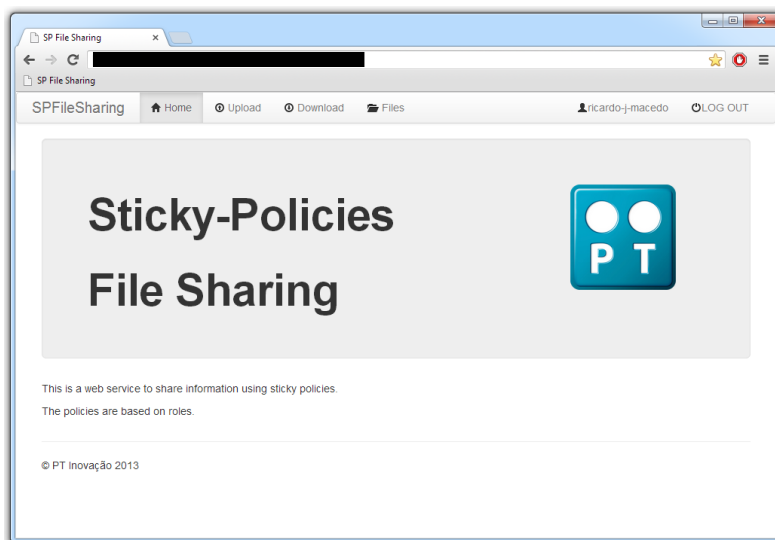 SP File Sharing
SP File Sharing
SPFileSharing Home Upload Download Files ricardo-j-macedo LOG OUT
Sticky-Policies
File Sharing
P T
This is a web service to share information using sticky policies.
The policies are based on roles.
© PT Inovação 2013